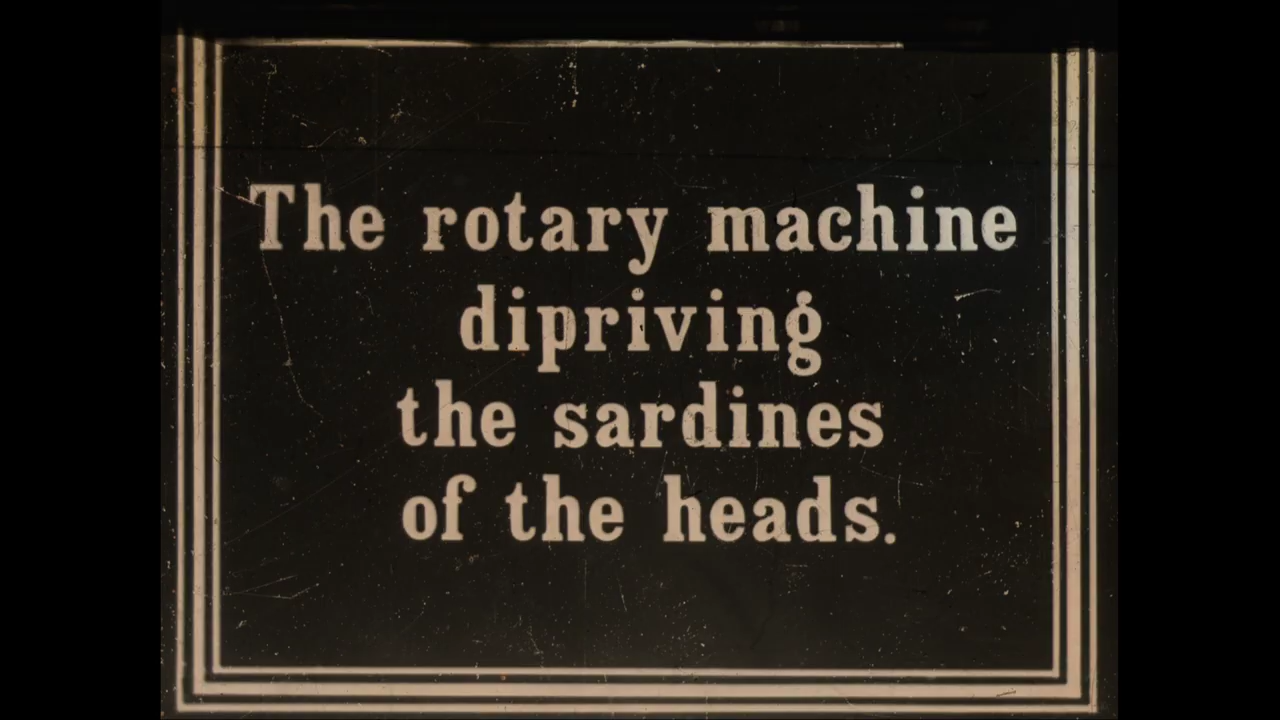 The rotary machine
dipriving
the sardines
of the heads.